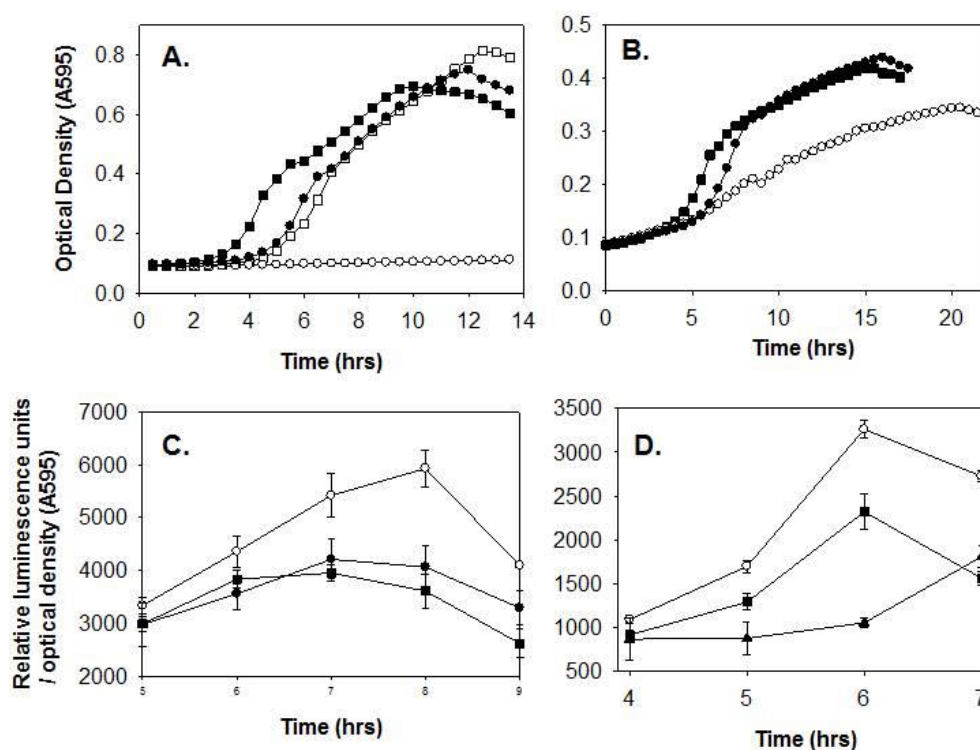 A.
0.8
0.6
0.4
0.2
0.0
Optical Density (A595)
0 2 4 6 8 10 12 14
Time (hrs)
B.
0.5
0.4
0.3
0.2
0.1
0.0
0 5 10 15 20
Time (hrs)
C.
7000
6000
5000
4000
3000
2000
Relative luminescence units
/ optical density (A595)
5 6 7 8 9
Time (hrs)
D.
3500
3000
2500
2000
1500
1000
500
4 5 6 7
Time (hrs)